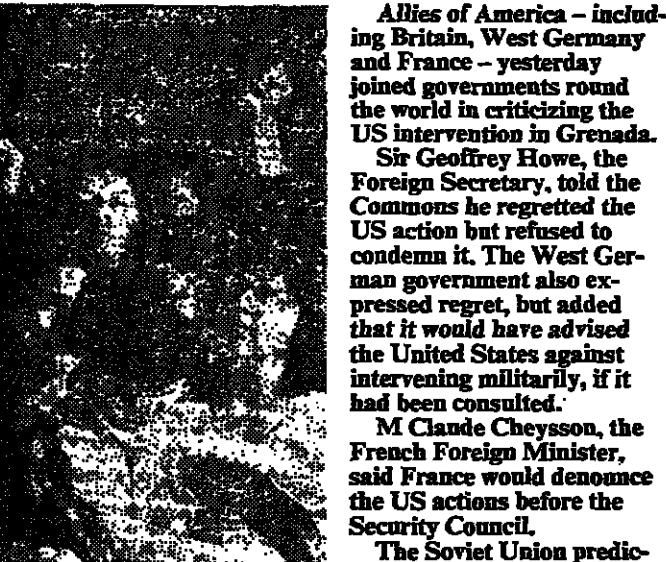 Allies of America – includ-
ing Britain, West Germany
and France – yesterday
joined governments round
the world in criticizing the
US intervention in Grenada.
Sir Geoffrey Howe, the
Foreign Secretary, told the
Commons he regretted the
US action but refused to
condemn it. The West Ger-
man government also ex-
pressed regret, but added
that it would have advised
the United States against
intervening militarily, if it
had been consulted.
M Claude Cheysson, the
French Foreign Minister,
said France would denounce
the US actions before the
Security Council.
The Soviet Union predic-